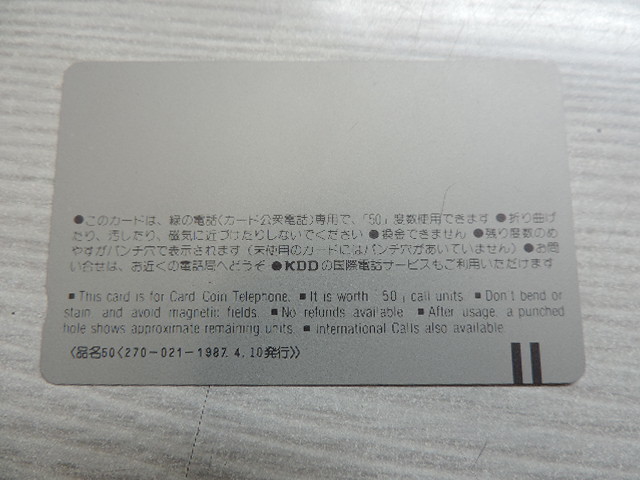 ●このカードは、緑の電話(カード公衆電話)専用で、「50」度数使用できます ●折り曲げ
たり、汚したり、磁気に近づけたりしないでください ●換金できません ●残り度数のめ
やすがパンチ穴で表示されます (未使用のカードにはパンチ穴があいていません) ●お問
い合せは、お近くの電話局へどうぞ ●KDDの国際電話サービスもご利用いただけます
■ This card is for Card Coin Telephone. ■ It is worth 「50」 call units. ■ Don't bend or
stain, and avoid magnetic fields. ■ No refunds available. ■ After usage, a punched
hole shows approximate remaining units. ■ International Calls also available.
〈品名50〈270-021-1987.4.10発行〉〉